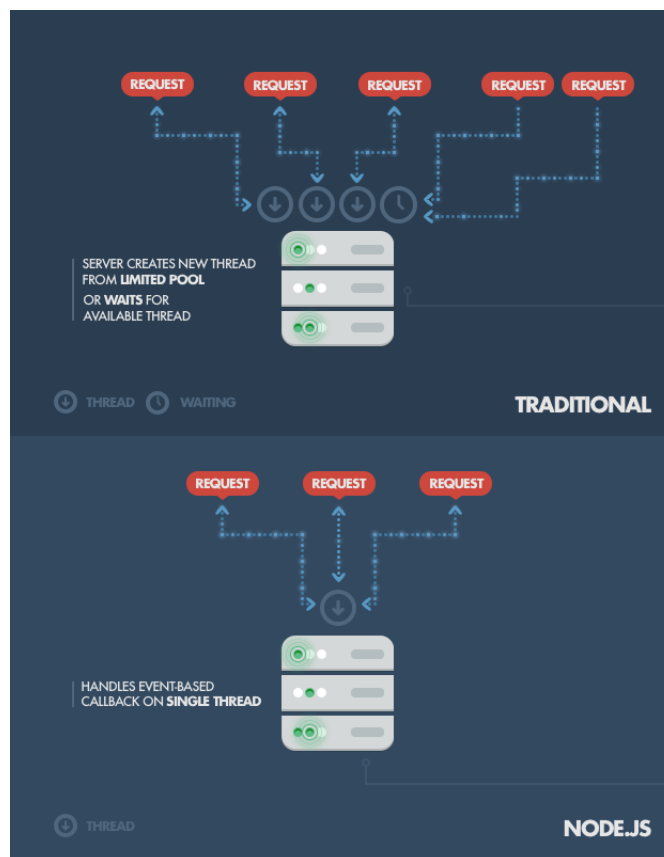 REQUEST
REQUEST
REQUEST
REQUEST
REQUEST
SERVER CREATES NEW THREAD
FROM LIMITED POOL
OR WAITS FOR
AVAILABLE THREAD
THREAD
WAITING
TRADITIONAL
REQUEST
REQUEST
REQUEST
HANDLES EVENT-BASED
CALLBACK ON SINGLE THREAD
THREAD
NODE.JS